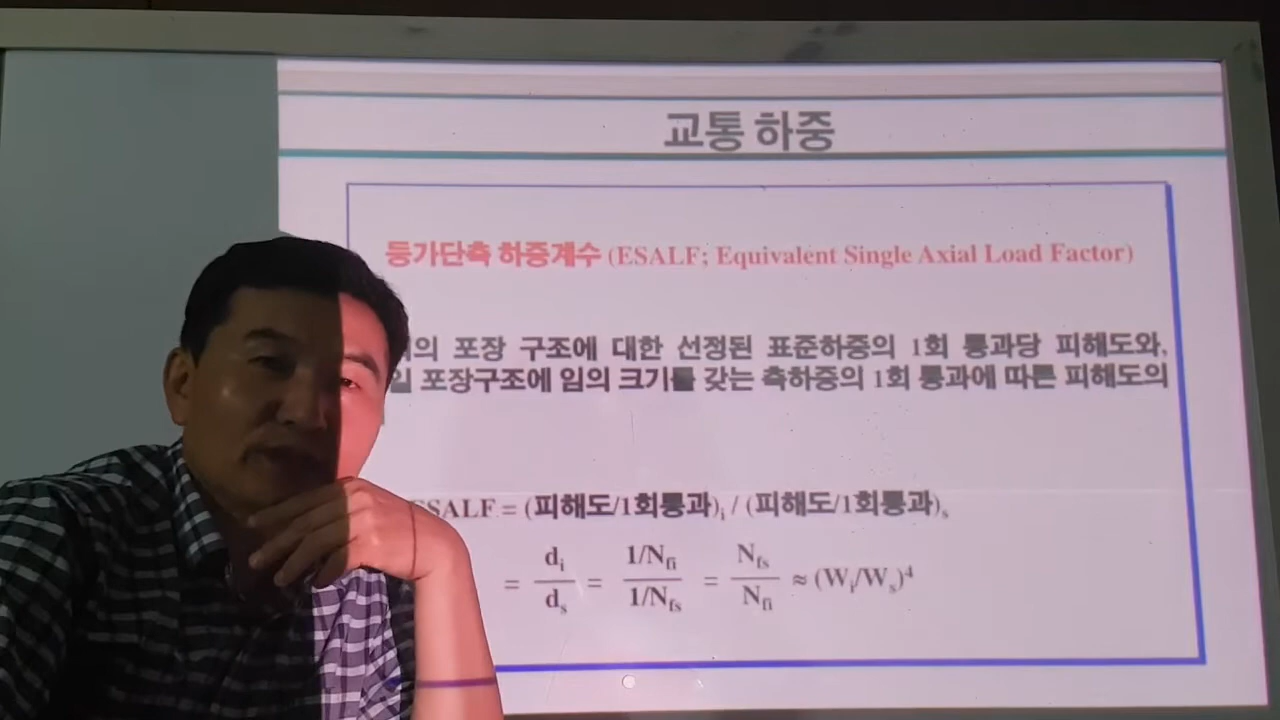 교통 하중
등가단축 하중계수 (ESALF; Equivalent Single Axial Load Factor)
포장 구조에 대한 선정된 표준하중의 1회 통과당 피해도와,
포장구조에 임의 크기를 갖는 축하중의 1회 통과에 따른 피해도의
ESALF = (피해도/1회통과)i / (피해도/1회통과)s
= di/ds = 1/Nfi / 1/Nfs = Nfs/Nfi ≈ (Wi/Ws)4